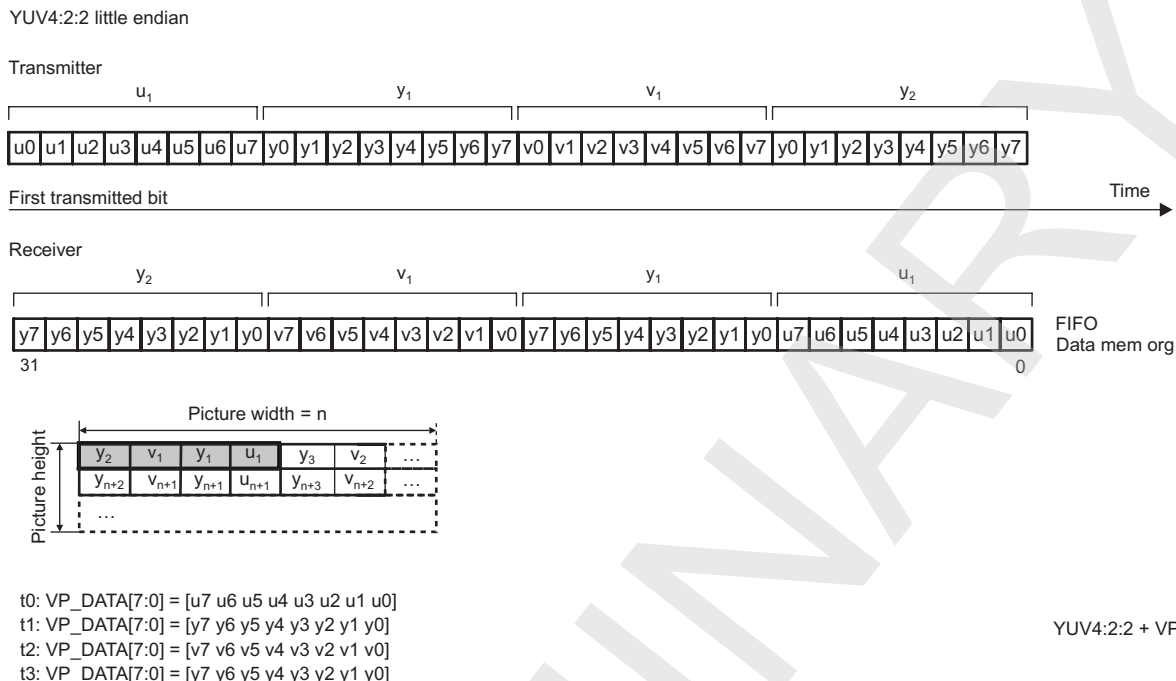 YUV4:2:2 little endian
Transmitter
u1 y1 v1 y2
u0 u1 u2 u3 u4 u5 u6 u7 y0 y1 y2 y3 y4 y5 y6 y7 v0 v1 v2 v3 v4 v5 v6 v7 y0 y1 y2 y3 y4 y5 y6 y7
First transmitted bit Time
Receiver
y2 v1 y1 u1
y7 y6 y5 y4 y3 y2 y1 y0 v7 v6 v5 v4 v3 v2 v1 v0 y7 y6 y5 y4 y3 y2 y1 y0 u7 u6 u5 u4 u3 u2 u1 u0
FIFO
Data mem org
31 0
Picture width = n
Picture height
y2 v1 y1 u1 y3 v2 ...
yn+2 vn+1 yn+1 un+1 yn+3 vn+2 ...
...
t0: VP_DATA[7:0] = [u7 u6 u5 u4 u3 u2 u1 u0]
t1: VP_DATA[7:0] = [y7 y6 y5 y4 y3 y2 y1 y0]
t2: VP_DATA[7:0] = [v7 v6 v5 v4 v3 v2 v1 v0]
t3: VP_DATA[7:0] = [y7 y6 y5 y4 y3 y2 y1 y0]
YUV4:2:2 + VP
INARY